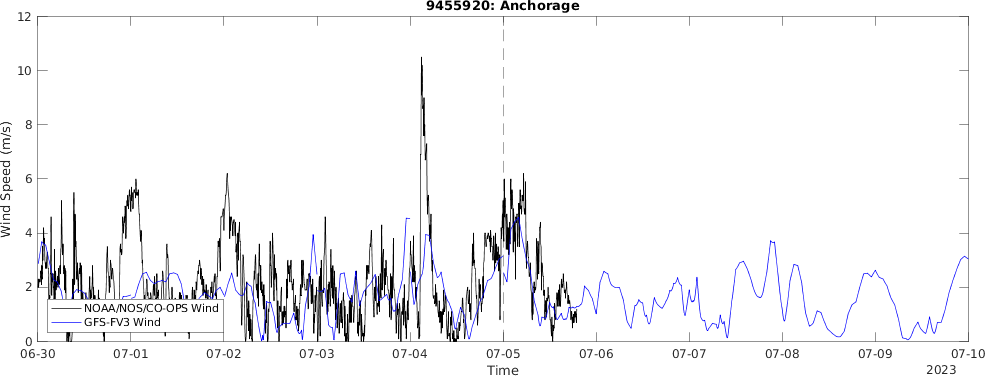 9455920: Anchorage
12
10
8
6
4
2
0
Wind Speed (m/s)
NOAA/NOS/CO-OPS Wind
GFS-FV3 Wind
06-30 07-01 07-02 07-03 07-04 07-05 07-06 07-07 07-08 07-09 07-10
Time
2023